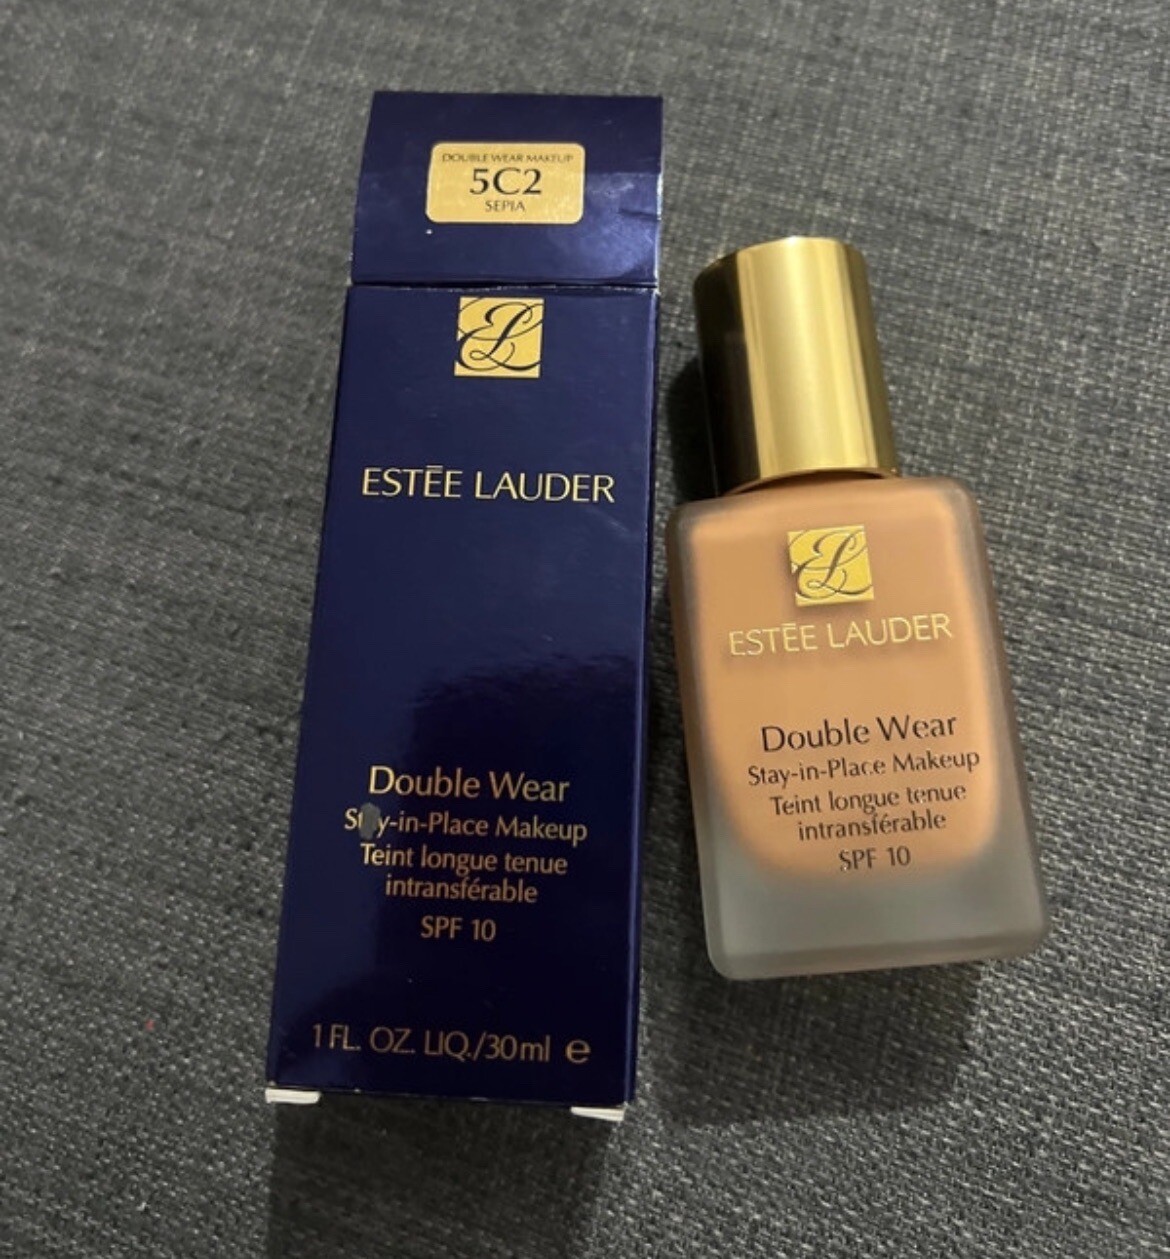 DOUBLE WEAR MAKEUP
5C2
SEPIA
EL
ESTĒE LAUDER
Double Wear
Stay-in-Place Makeup
Teint longue tenue
intransférable
SPF 10
1 FL. OZ. LIQ./30ml e
EL
ESTĒE LAUDER
Double Wear
Stay-in-Place Makeup
Teint longue tenue
intransférable
SPF 10